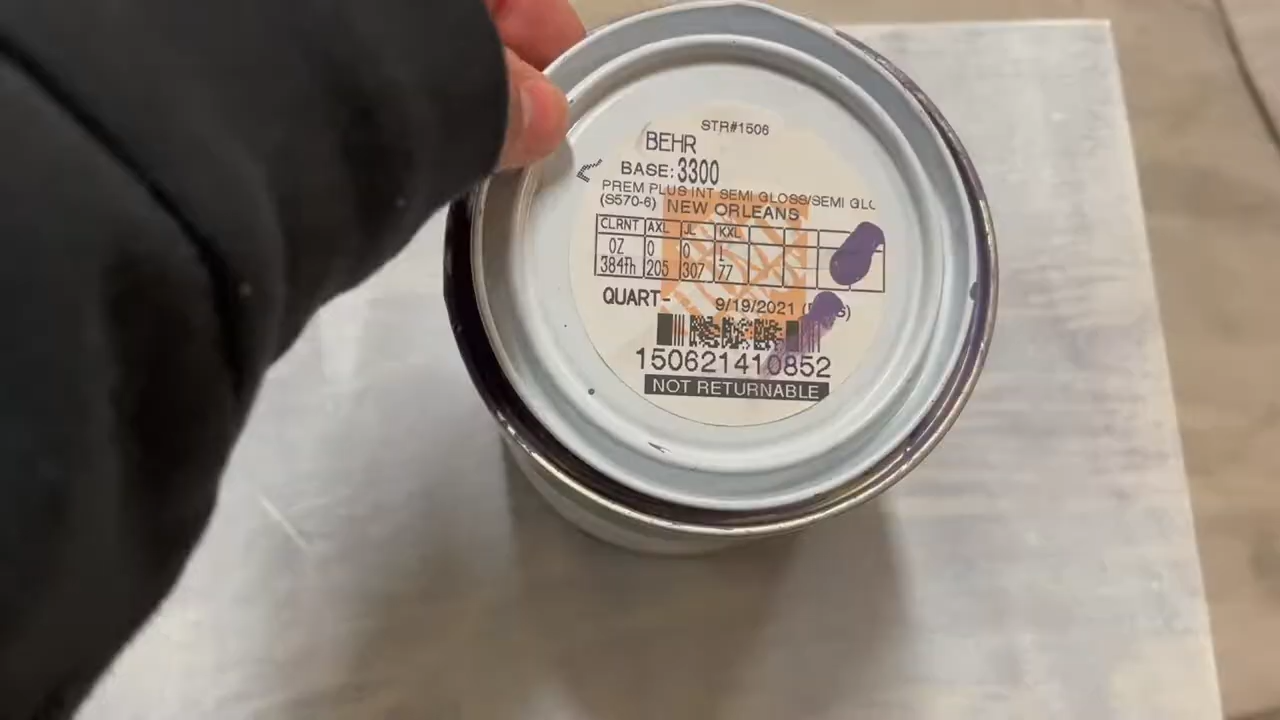 STR#1506
BEHR
BASE: 3300
PREM PLUS INT SEMI GLOSS/SEMI GLO
(S570-6) NEW ORLEANS
CLRNT AXL JL KXL
OZ 0 0 1
384th 205 307 77
QUART- 9/19/2021
150621410852
NOT RETURNABLE